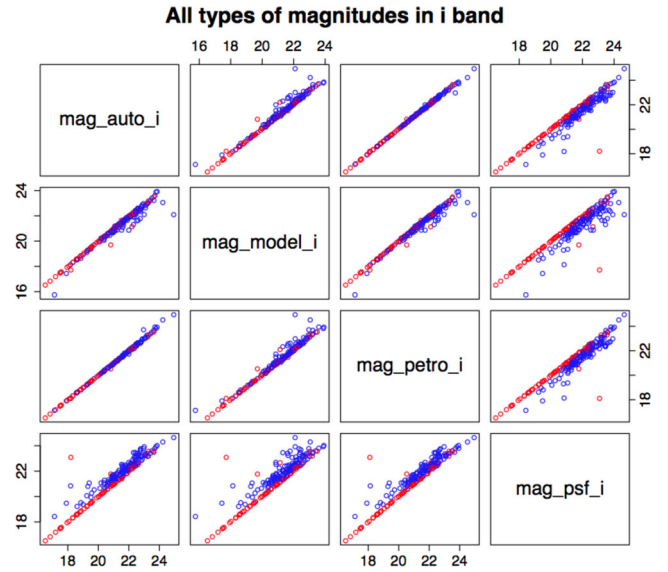 All types of magnitudes in i band
16 18 20 22 24 18 20 22 24
mag_auto_i
18 22
24 20 16
mag_model_i
mag_petro_i
18 22
22 18
mag_psf_i
18 20 22 24 18 20 22 24